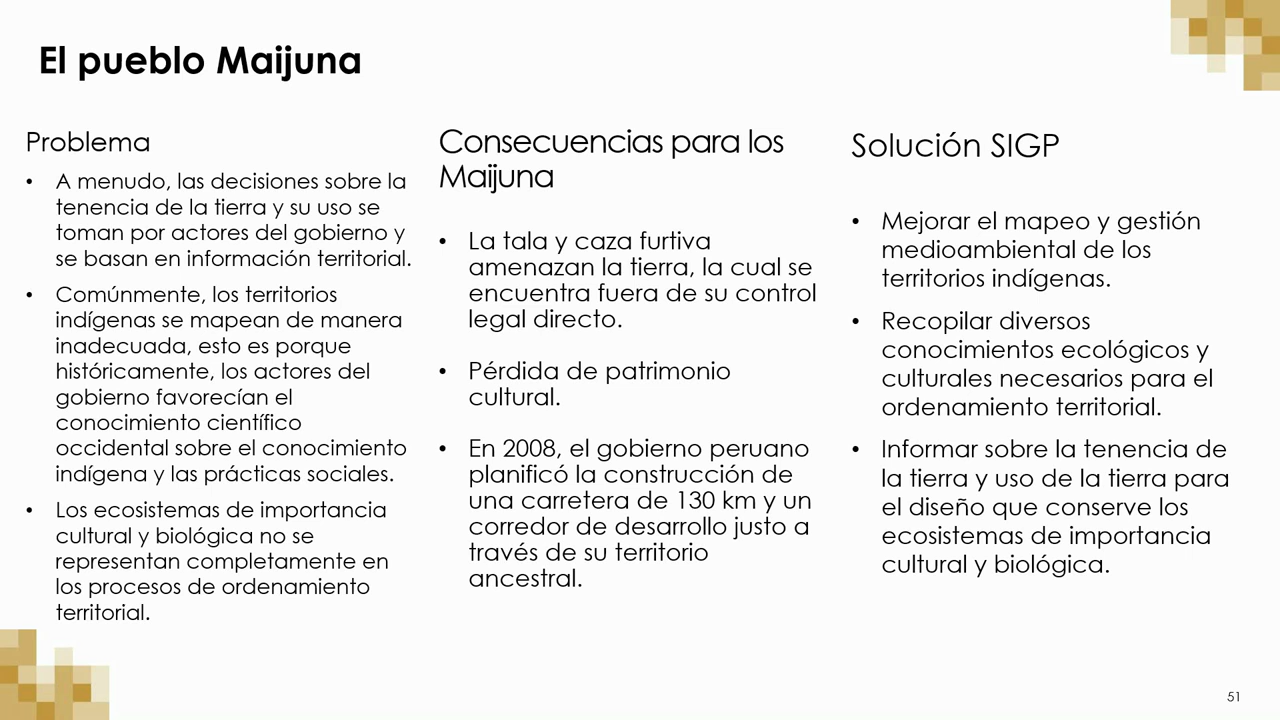 El pueblo Maijuna
Problema
• A menudo, las decisiones sobre la
tenencia de la tierra y su uso se
toman por actores del gobierno y
se basan en información territorial.
• Comúnmente, los territorios
indígenas se mapean de manera
inadecuada, esto es porque
históricamente, los actores del
gobierno favorecían el
conocimiento científico
occidental sobre el conocimiento
indígena y las prácticas sociales.
• Los ecosistemas de importancia
cultural y biológica no se
representan completamente en
los procesos de ordenamiento
territorial.
Consecuencias para los
Maijuna
• La tala y caza furtiva
amenazan la tierra, la cual se
encuentra fuera de su control
legal directo.
• Pérdida de patrimonio
cultural.
• En 2008, el gobierno peruano
planificó la construcción de
una carretera de 130 km y un
corredor de desarrollo justo a
través de su territorio
ancestral.
Solución SIGP
• Mejorar el mapeo y gestión
medioambiental de los
territorios indígenas.
• Recopilar diversos
conocimientos ecológicos y
culturales necesarios para el
ordenamiento territorial.
• Informar sobre la tenencia de
la tierra y uso de la tierra para
el diseño que conserve los
ecosistemas de importancia
cultural y biológica.
51